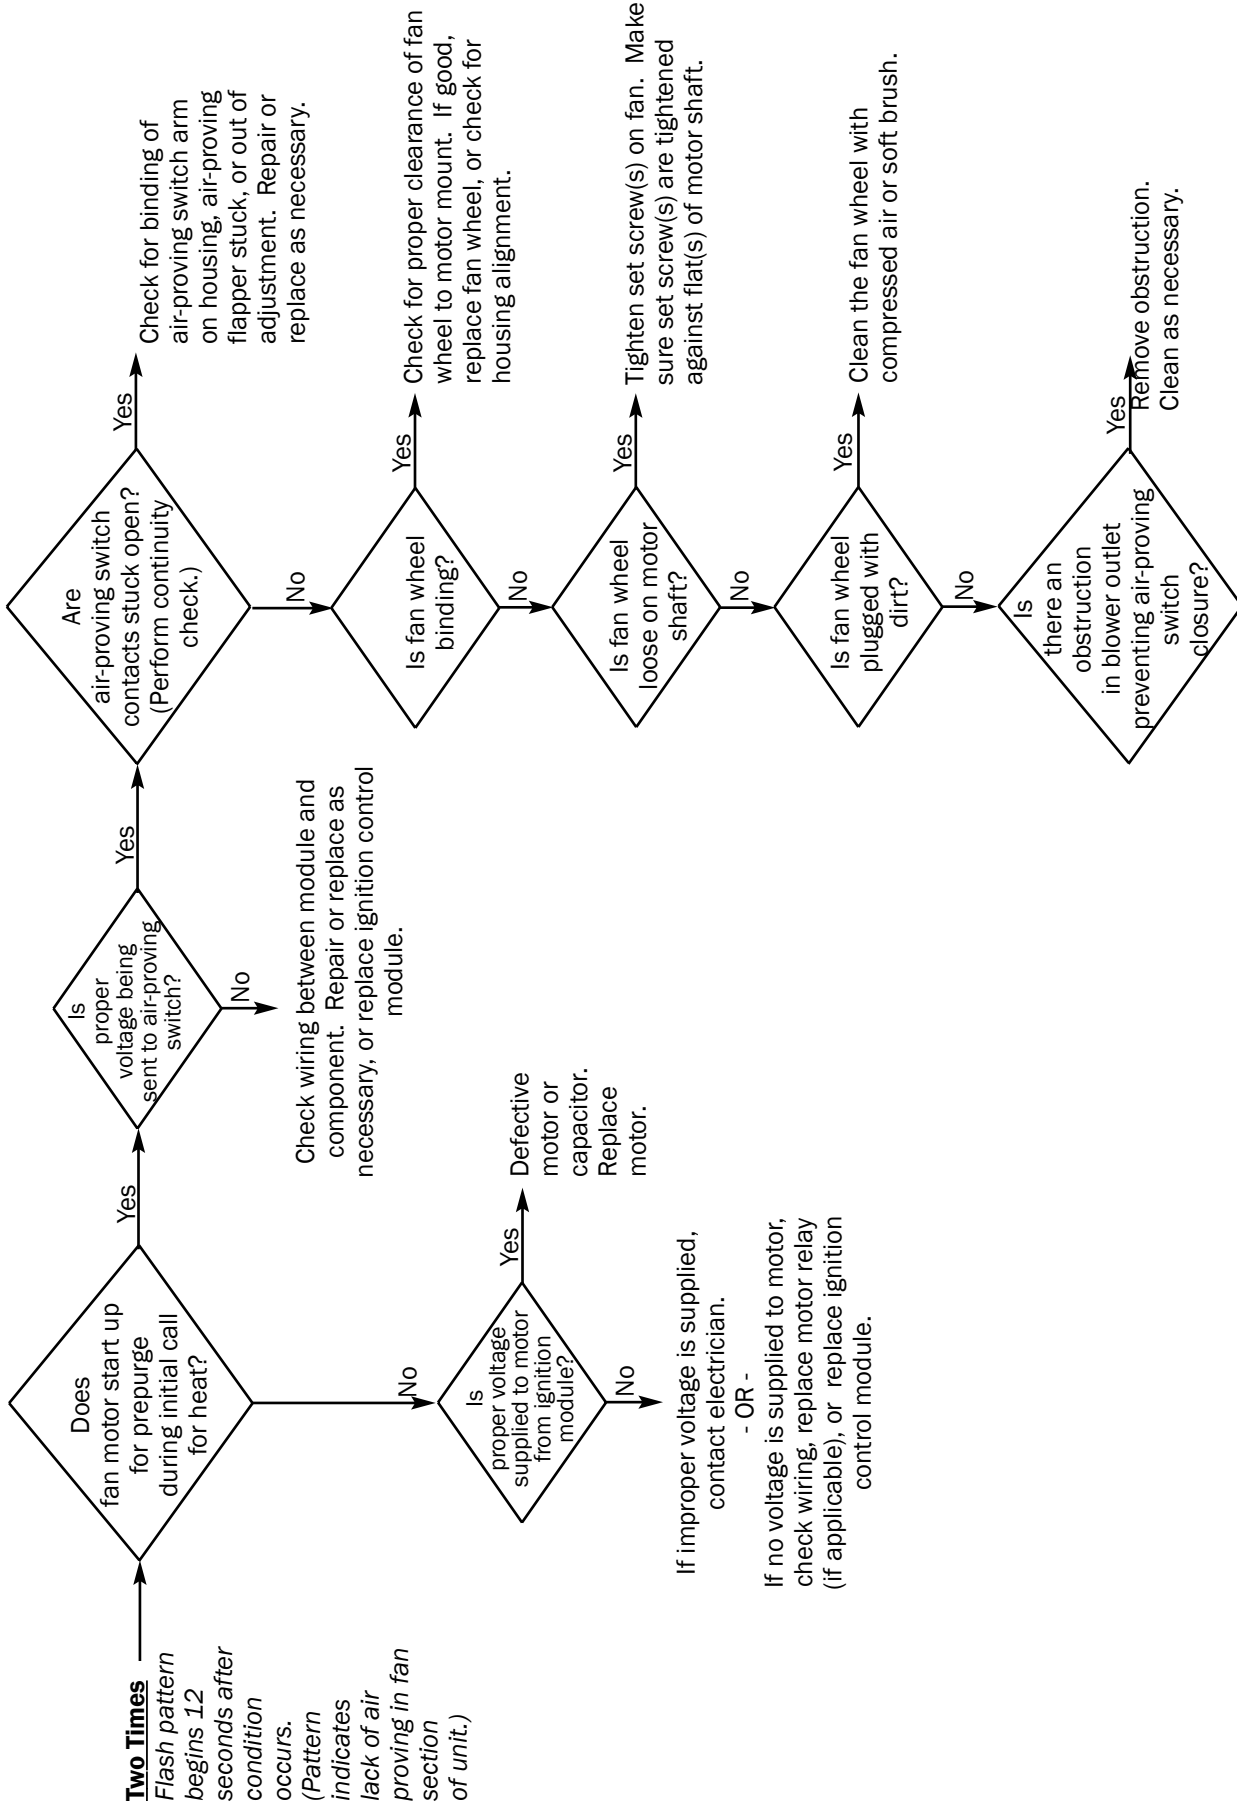 Two Times
Flash pattern
begins 12
seconds after
condition
occurs.
(Pattern
indicates
lack of air
proving in fan
section
of unit.)
Does
fan motor start up
for prepurge
during initial call
for heat?
Yes
No
Is
proper voltage
supplied to motor
from ignition
module?
Yes
Defective
motor or
capacitor.
Replace
motor.
No
If improper voltage is supplied,
contact electrician.
- OR -
If no voltage is supplied to motor,
check wiring, replace motor relay
(if applicable), or replace ignition
control module.
Is
proper
voltage being
sent to air-proving
switch?
Yes
No
Check wiring between module and
component. Repair or replace as
necessary, or replace ignition control
module.
Are
air-proving switch
contacts stuck open?
(Perform continuity
check.)
Yes
Check for binding of
air-proving switch arm
on housing, air-proving
flapper stuck, or out of
adjustment. Repair or
replace as necessary.
No
Is fan wheel
binding?
Yes
Check for proper clearance of fan
wheel to motor mount. If good,
replace fan wheel, or check for
housing alignment.
No
Is fan wheel
loose on motor
shaft?
Yes
Tighten set screw(s) on fan. Make
sure set screw(s) are tightened
against flat(s) of motor shaft.
No
Is fan wheel
plugged with
dirt?
Yes
Clean the fan wheel with
compressed air or soft brush.
No
Is
there an
obstruction
in blower outlet
preventing air-proving
switch
closure?
Yes
Remove obstruction.
Clean as necessary.